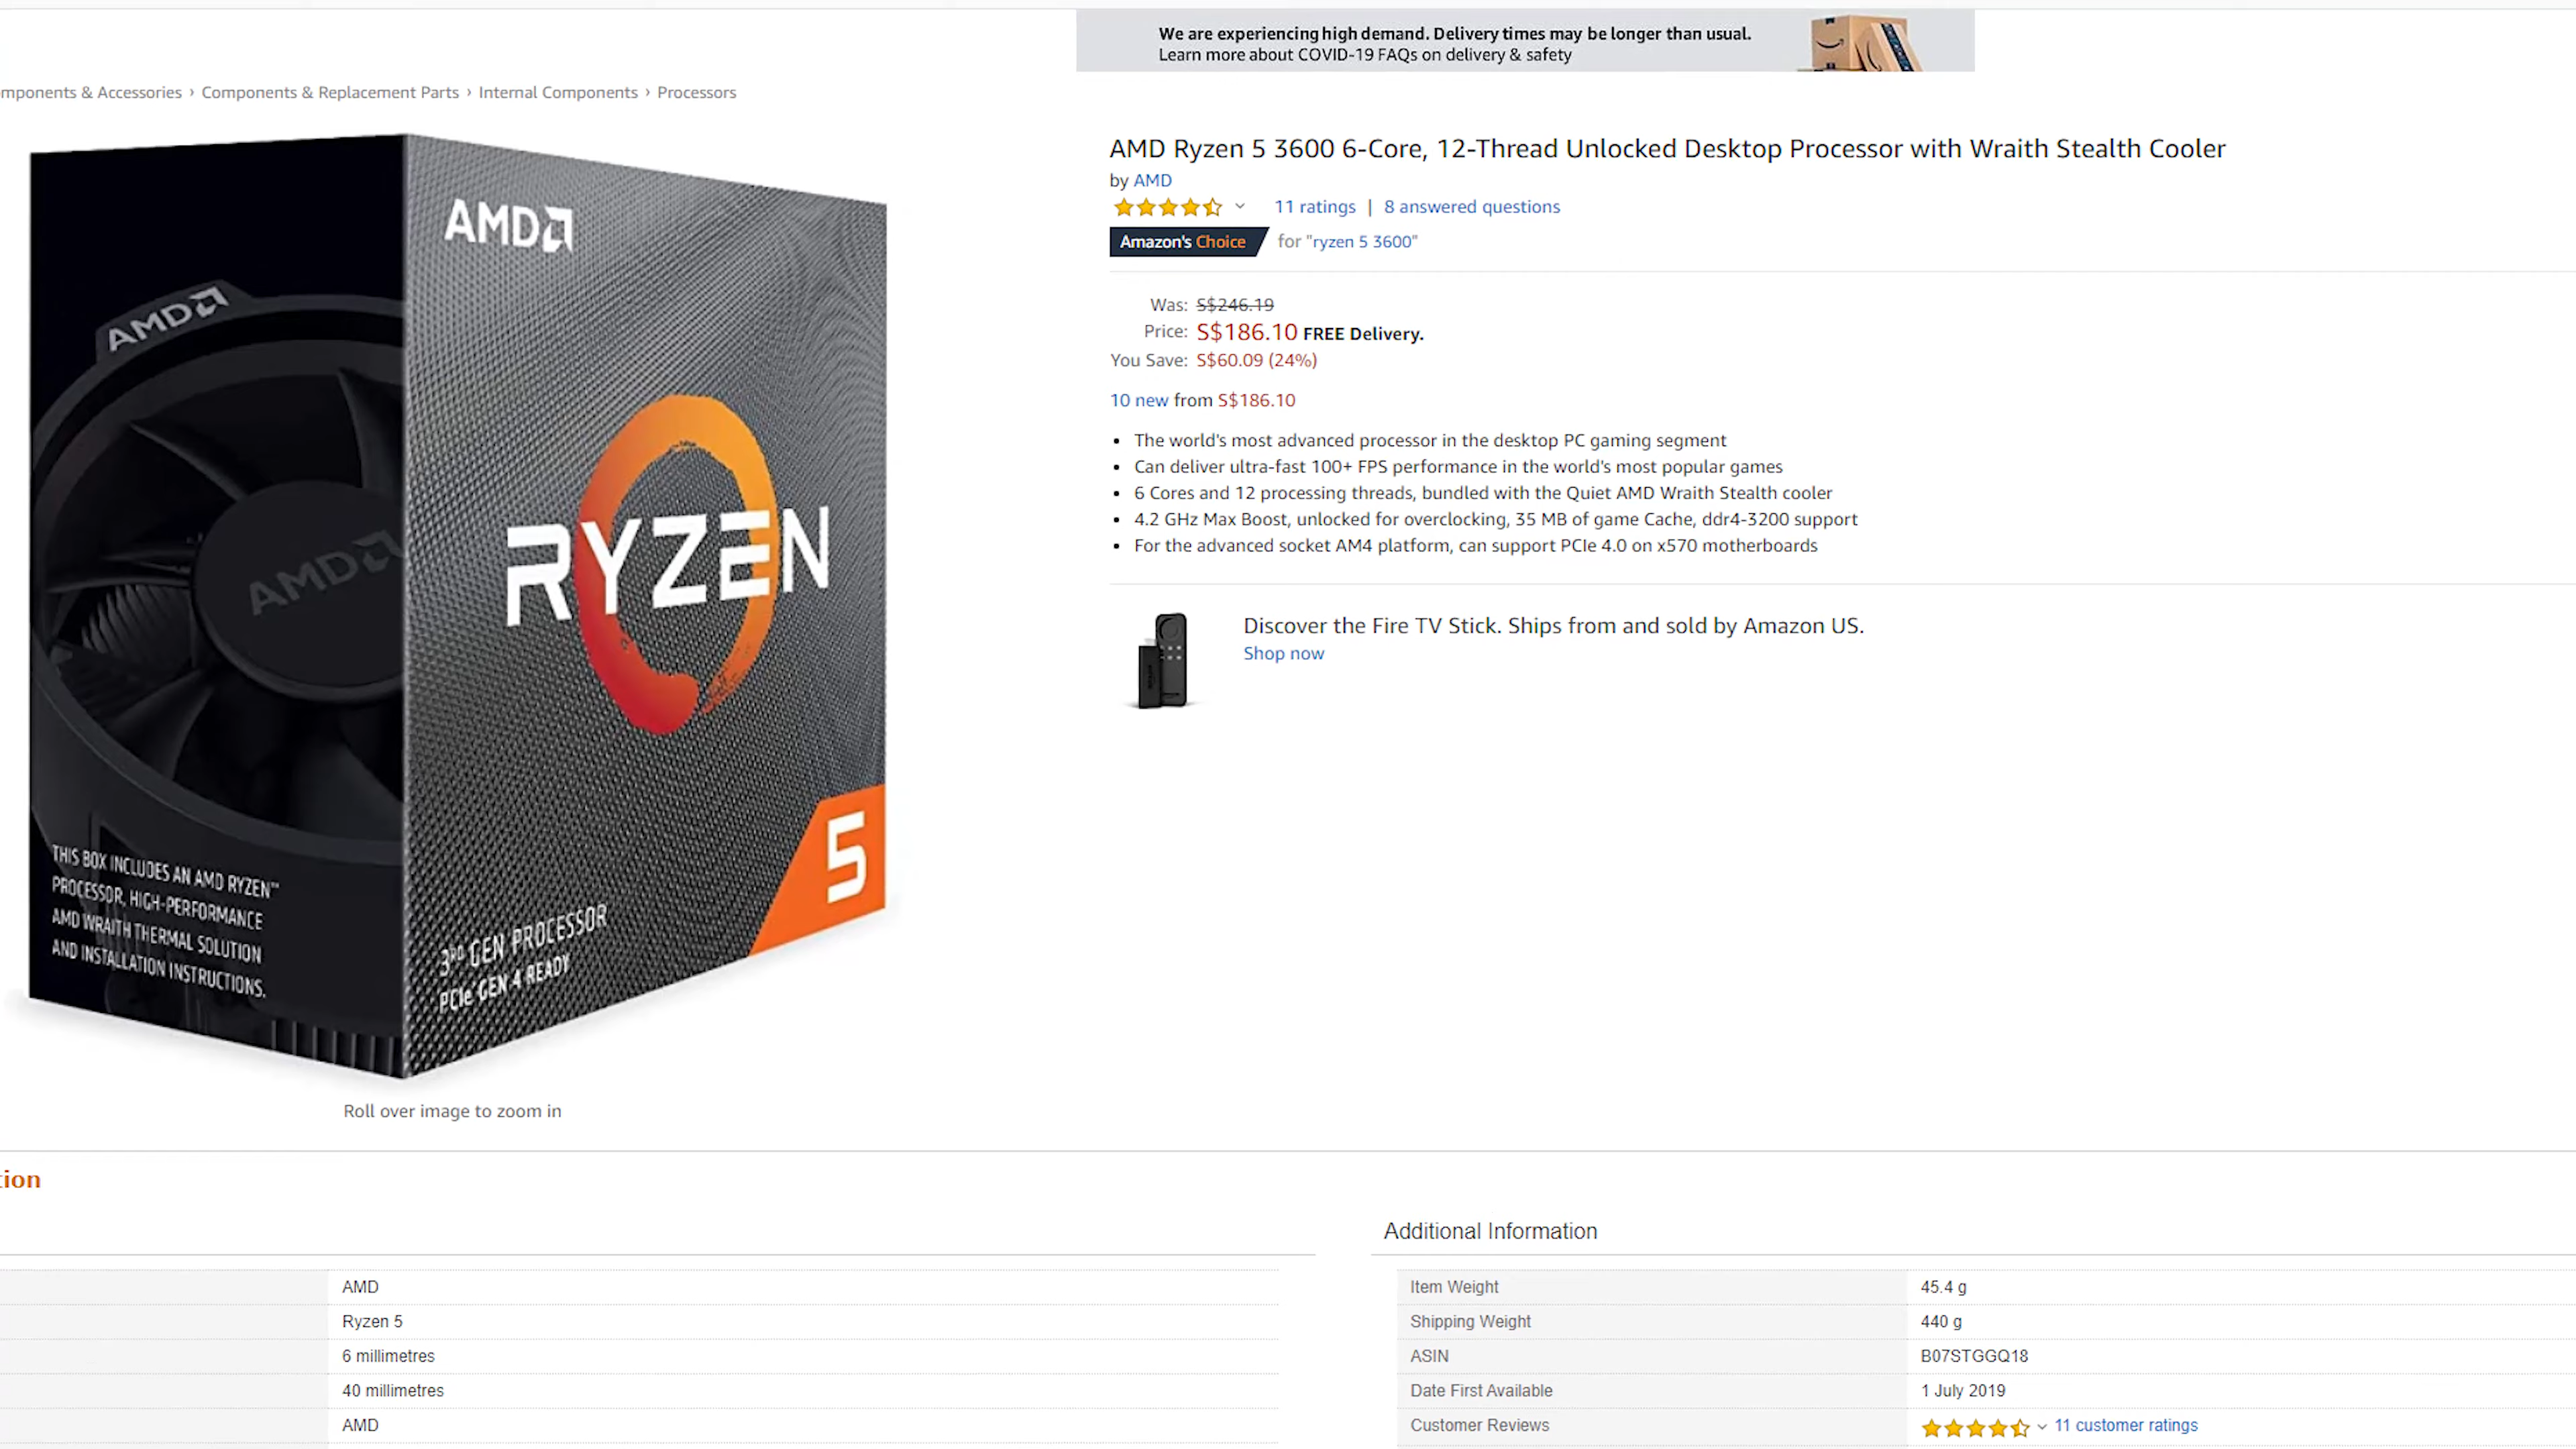 We are experiencing high demand. Delivery times may be longer than usual.
Learn more about COVID-19 FAQs on delivery & safety
mponents & Accessories › Components & Replacement Parts › Internal Components › Processors
AMD Ryzen 5 3600 6-Core, 12-Thread Unlocked Desktop Processor with Wraith Stealth Cooler
by AMD
11 ratings | 8 answered questions
Amazon's Choice for "ryzen 5 3600"
Was: S$246.19
Price: S$186.10 FREE Delivery.
You Save: S$60.09 (24%)
10 new from S$186.10
• The world's most advanced processor in the desktop PC gaming segment
• Can deliver ultra-fast 100+ FPS performance in the world's most popular games
• 6 Cores and 12 processing threads, bundled with the Quiet AMD Wraith Stealth cooler
• 4.2 GHz Max Boost, unlocked for overclocking, 35 MB of game Cache, ddr4-3200 support
• For the advanced socket AM4 platform, can support PCIe 4.0 on x570 motherboards
Discover the Fire TV Stick. Ships from and sold by Amazon US.
Shop now
AMD
AMD
AMD
RYZEN
5
THIS BOX INCLUDES AN AMD RYZEN™
PROCESSOR, HIGH-PERFORMANCE
AMD WRAITH THERMAL SOLUTION
AND INSTALLATION INSTRUCTIONS.
3RD GEN PROCESSOR
PCIe GEN 4 READY
Roll over image to zoom in
tion
AMD
Ryzen 5
6 millimetres
40 millimetres
AMD
Additional Information
Item Weight 45.4 g
Shipping Weight 440 g
ASIN B07STGGQ18
Date First Available 1 July 2019
Customer Reviews 11 customer ratings